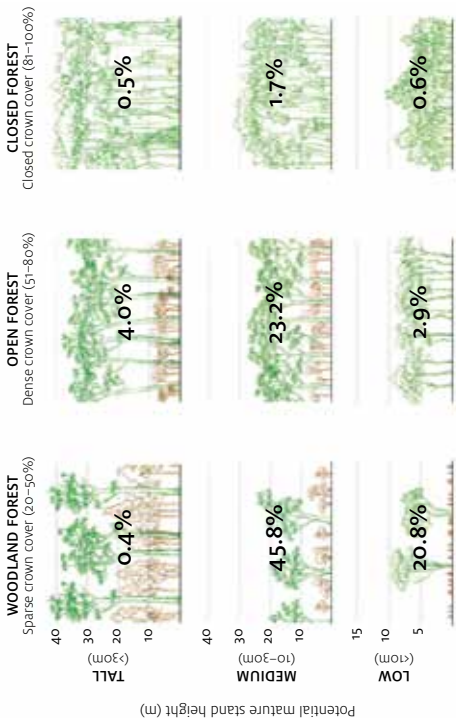 WOODLAND FOREST
Sparse crown cover (20–50%)
OPEN FOREST
Dense crown cover (51–80%)
CLOSED FOREST
Closed crown cover (81–100%)
Potential mature stand height (m)
TALL
(>30m)
40
30
20
10
0.4%
4.0%
0.5%
MEDIUM
(10–30m)
40
30
20
10
45.8%
23.2%
1.7%
LOW
(<10m)
15
10
5
20.8%
2.9%
0.6%